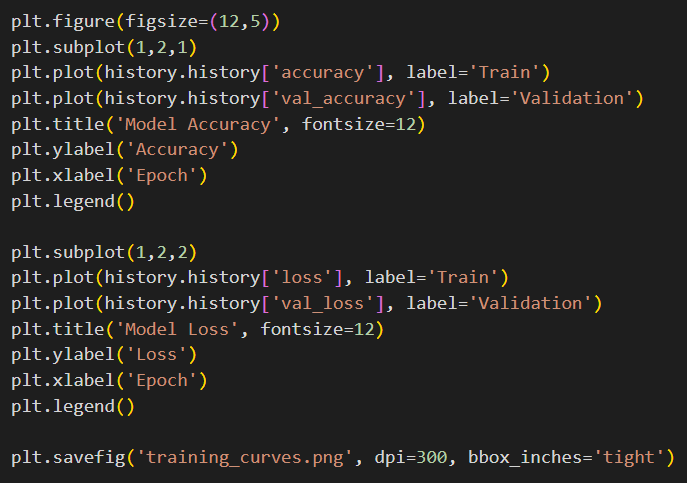 plt.figure(figsize=(12,5))
plt.subplot(1,2,1)
plt.plot(history.history['accuracy'], label='Train')
plt.plot(history.history['val_accuracy'], label='Validation')
plt.title('Model Accuracy', fontsize=12)
plt.ylabel('Accuracy')
plt.xlabel('Epoch')
plt.legend()

plt.subplot(1,2,2)
plt.plot(history.history['loss'], label='Train')
plt.plot(history.history['val_loss'], label='Validation')
plt.title('Model Loss', fontsize=12)
plt.ylabel('Loss')
plt.xlabel('Epoch')
plt.legend()

plt.savefig('training_curves.png', dpi=300, bbox_inches='tight')